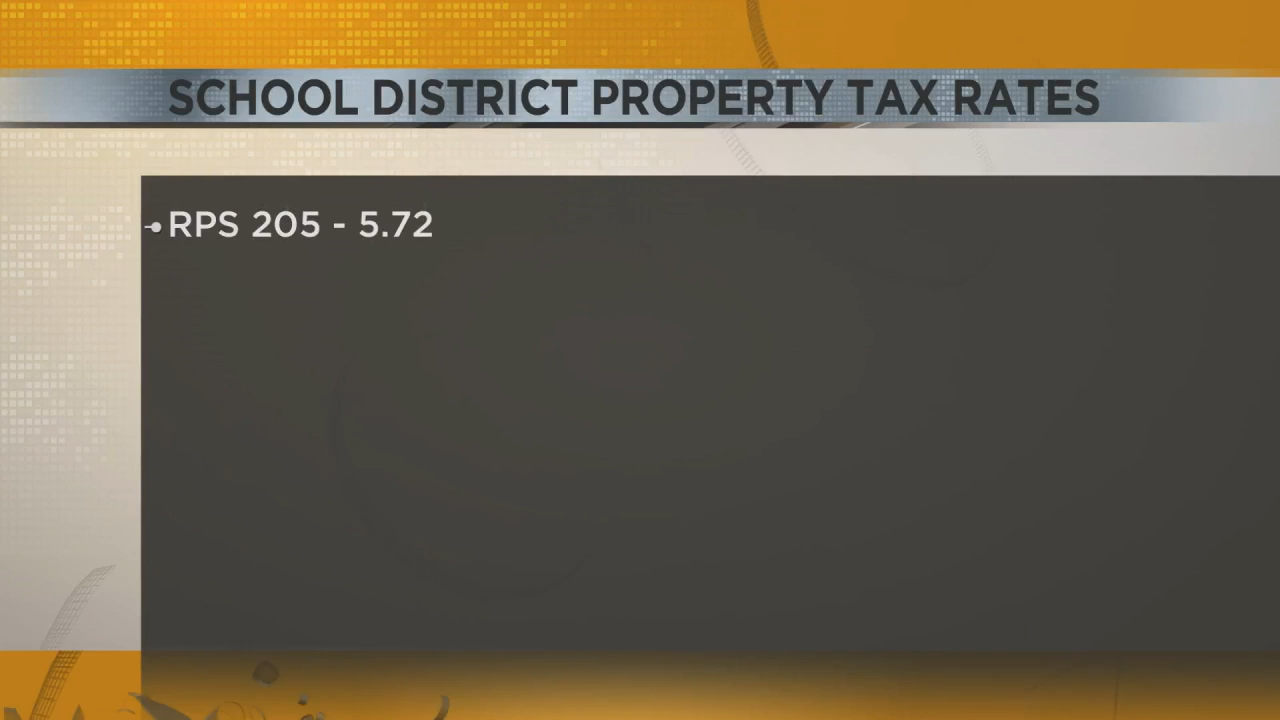 SCHOOL DISTRICT PROPERTY TAX RATES
RPS 205 - 5.72